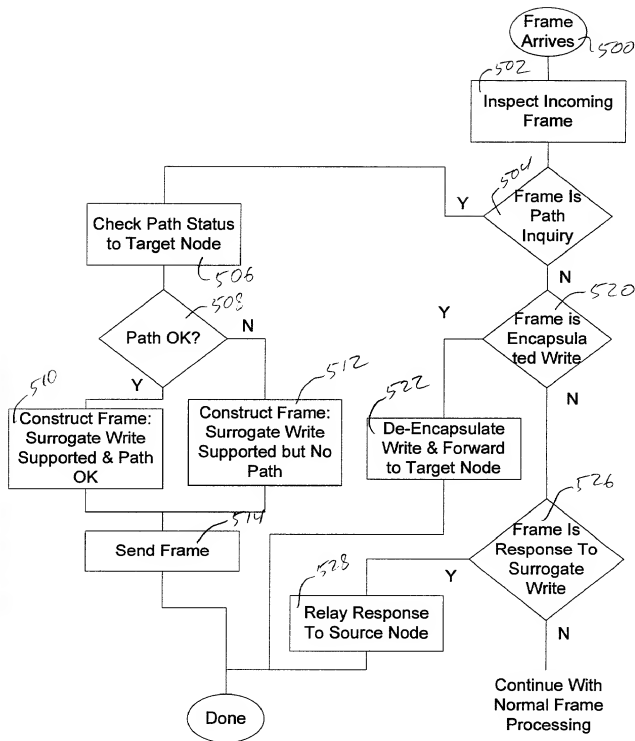 Frame
Arrives
500
502
Inspect Incoming
Frame
504
Frame Is
Path
Inquiry
Y
N
Check Path Status
to Target Node
506
508
Path OK?
N
Y
510
Construct Frame:
Surrogate Write
Supported & Path
OK
512
Construct Frame:
Surrogate Write
Supported but No
Path
514
Send Frame
520
Frame is
Encapsula
ted Write
Y
N
522
De-Encapsulate
Write & Forward
to Target Node
526
Frame Is
Response To
Surrogate
Write
Y
N
528
Relay Response
To Source Node
Continue With
Normal Frame
Processing
Done